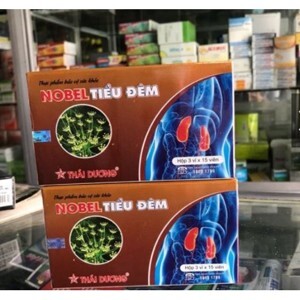 Thực phẩm bảo vệ sức khỏe
NOBEL TIỂU ĐÊM
THÁI DƯƠNG
Hộp 3 vỉ x 15 viên
Thực phẩm bảo vệ sức khỏe
NOBEL TIỂU ĐÊM
THÁI DƯƠNG
Hộp 3 vỉ x 15 viên